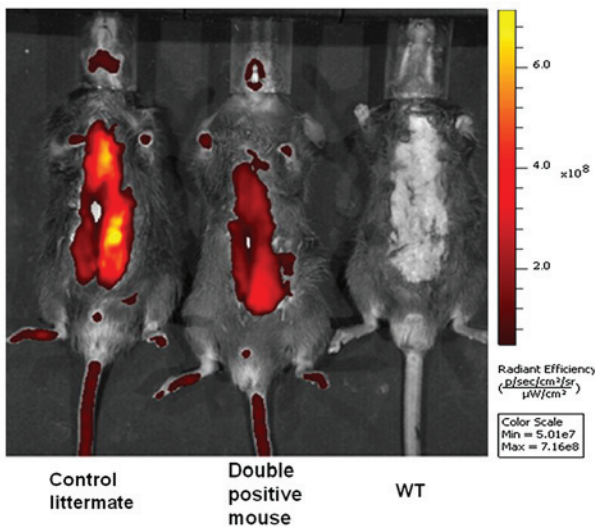 6.0
4.0
×10⁸
2.0
Radiant Efficiency
(p/sec/cm²/sr / µW/cm²)
Color Scale
Min = 5.01e7
Max = 7.16e8
Control
littermate
Double
positive
mouse
WT